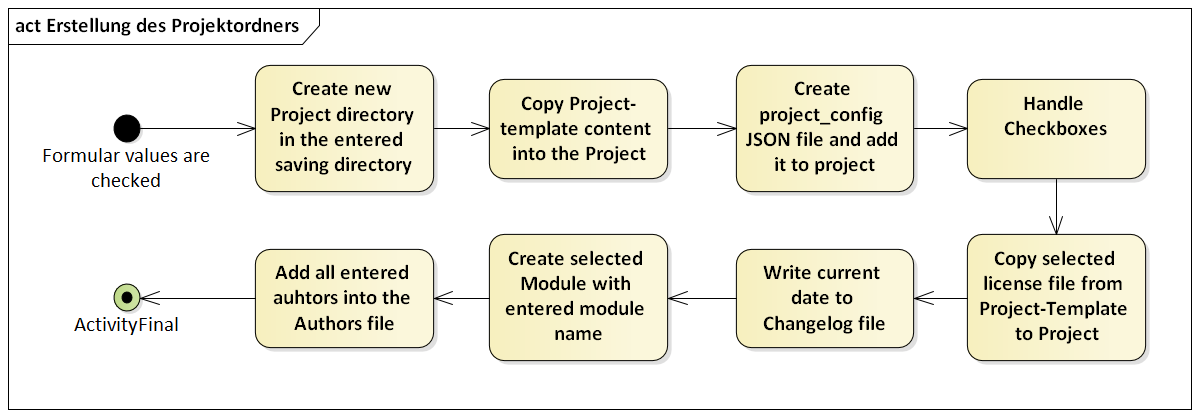 act Erstellung des Projektordners
Formular values are
checked
Create new
Project directory
in the entered
saving directory
Copy Project-
template content
into the Project
Create
project_config
JSON file and add
it to project
Handle
Checkboxes
Copy selected
license file from
Project-Template
to Project
Write current
date to
Changelog file
Create selected
Module with
entered module
name
Add all entered
auhtors into the
Authors file
ActivityFinal